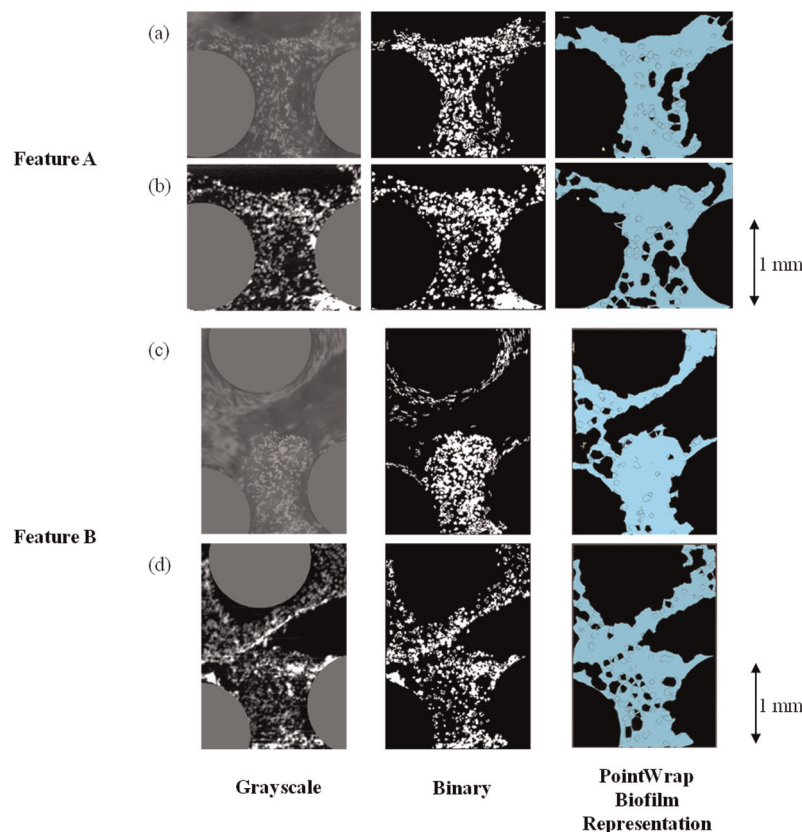 (a)
Feature A
(b)
1 mm
(c)
Feature B
(d)
1 mm
Grayscale
Binary
PointWrap
Biofilm
Representation